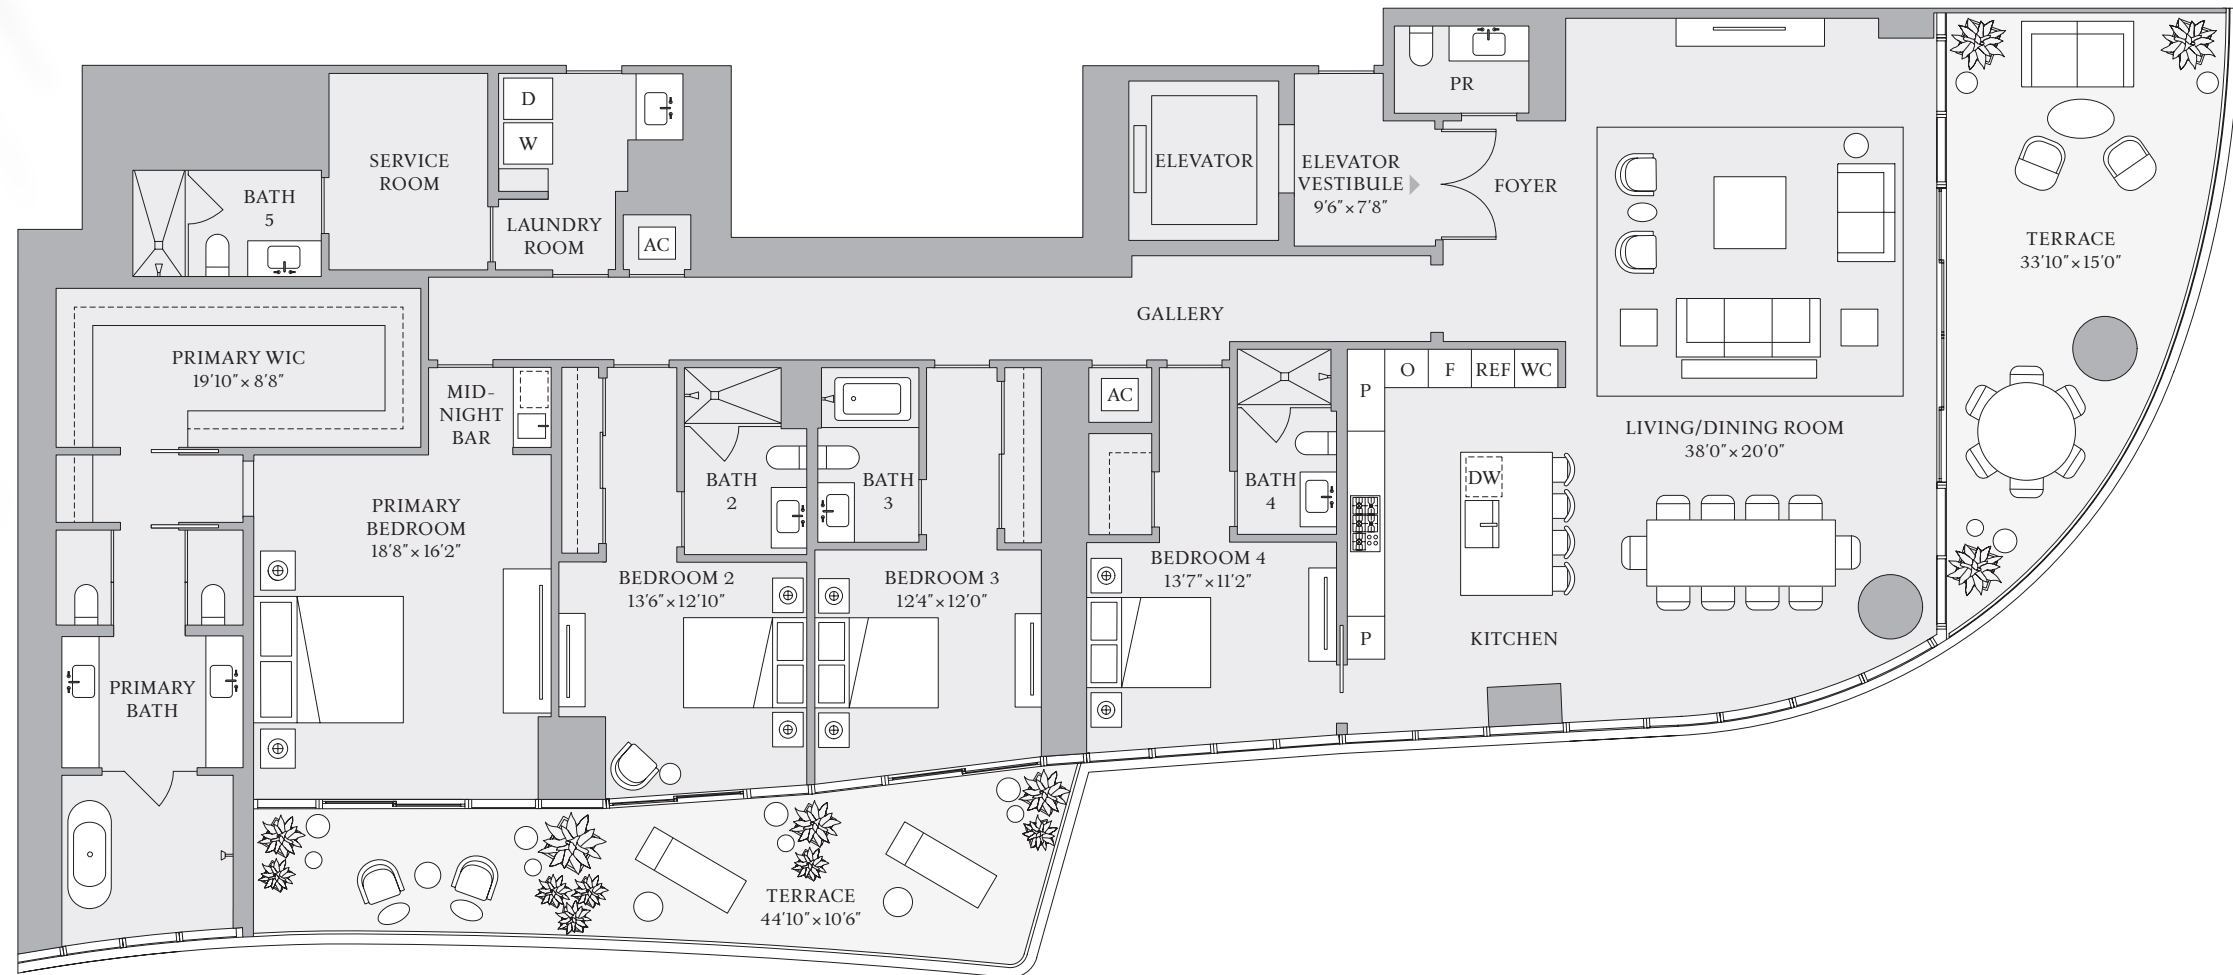 PR
D
W
SERVICE
ROOM
BATH
5
LAUNDRY
ROOM
AC
ELEVATOR
ELEVATOR
VESTIBULE
9'6"×7'8"
FOYER
TERRACE
33'10"×15'0"
GALLERY
PRIMARY WIC
19'10"×8'8"
MID-
NIGHT
BAR
AC
P
O
F
REF
WC
LIVING/DINING ROOM
38'0"×20'0"
PRIMARY
BEDROOM
18'8"×16'2"
BATH
2
BATH
3
BATH
4
DW
BEDROOM 2
13'6"×12'10"
BEDROOM 3
12'4"×12'0"
BEDROOM 4
13'7"×11'2"
P
KITCHEN
PRIMARY
BATH
TERRACE
44'10"×10'6"